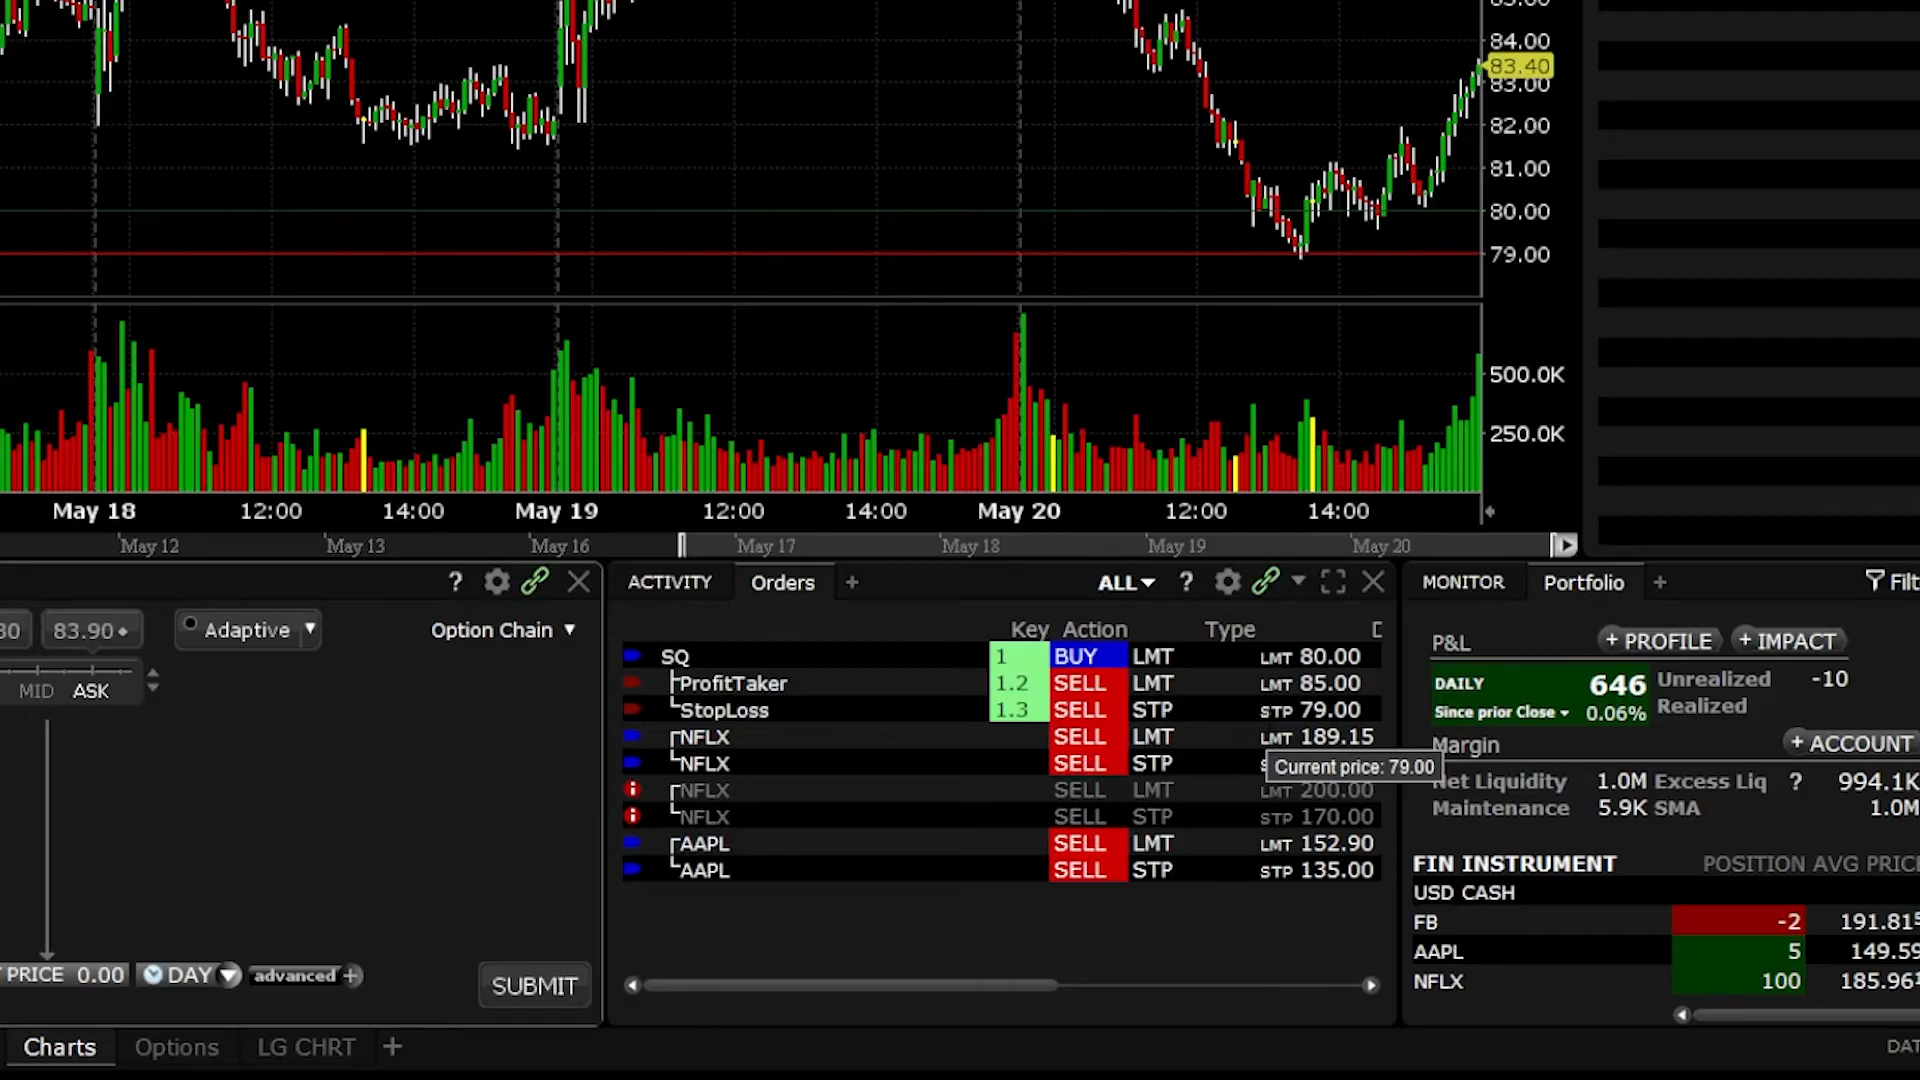 84.00
83.40
83.00
82.00
81.00
80.00
79.00
500.0K
250.0K
May 18 12:00 14:00 May 19 12:00 14:00 May 20 12:00 14:00
May 12 May 13 May 16 May 17 May 18 May 19 May 20
?
83.90
Adaptive
Option Chain
MID ASK
PRICE 0.00 DAY advanced +
SUBMIT
ACTIVITY Orders + ALL ?
Key Action Type
SQ 1 BUY LMT LMT 80.00
ProfitTaker 1.2 SELL LMT LMT 85.00
StopLoss 1.3 SELL STP STP 79.00
NFLX SELL LMT LMT 189.15
NFLX SELL STP
Current price: 79.00
NFLX SELL LMT LMT 200.00
NFLX SELL STP STP 170.00
AAPL SELL LMT LMT 152.90
AAPL SELL STP STP 135.00
MONITOR Portfolio + Filt
P&L + PROFILE + IMPACT
DAILY 646 Unrealized -10
Since prior Close 0.06% Realized
Margin + ACCOUNT
Net Liquidity 1.0M Excess Liq ? 994.1K
Maintenance 5.9K SMA 1.0M
FIN INSTRUMENT POSITION AVG PRICE
USD CASH
FB -2 191.81
AAPL 5 149.59
NFLX 100 185.96
Charts Options LG CHRT + DAT